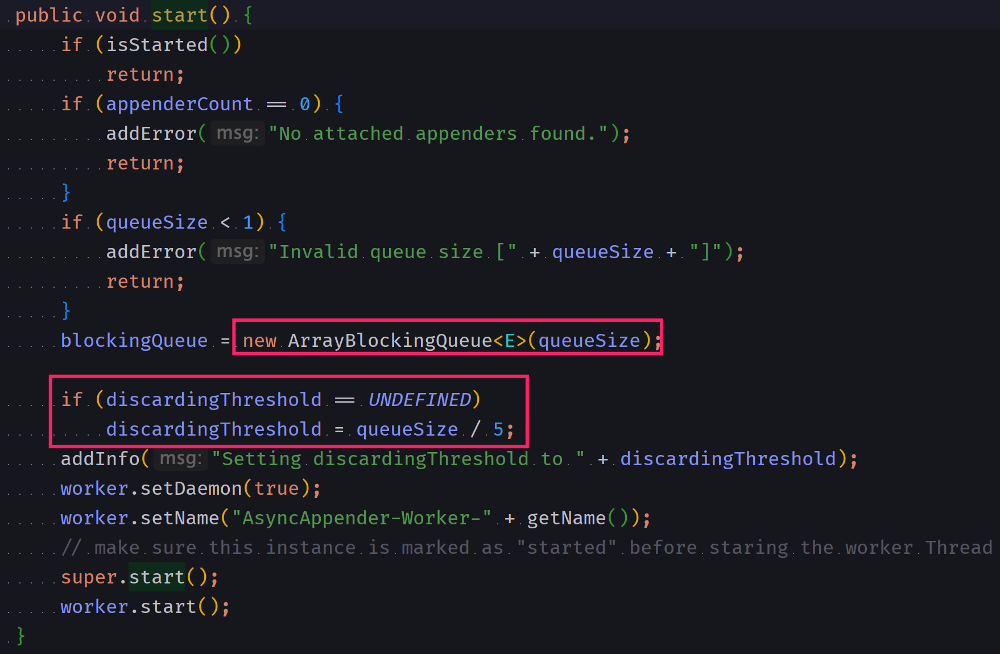 public void start() {
if (isStarted())
return;
if (appenderCount == 0) {
addError( msg: "No attached appenders found.");
return;
}
if (queueSize < 1) {
addError( msg: "Invalid queue size [" + queueSize + "]");
return;
}
blockingQueue = new ArrayBlockingQueue<E>(queueSize);
if (discardingThreshold == UNDEFINED)
discardingThreshold = queueSize / 5;
addInfo( msg: "Setting discardingThreshold to " + discardingThreshold);
worker.setDaemon(true);
worker.setName("AsyncAppender-Worker-" + getName());
// make sure this instance is marked as "started" before staring the worker Thread
super.start();
worker.start();
}